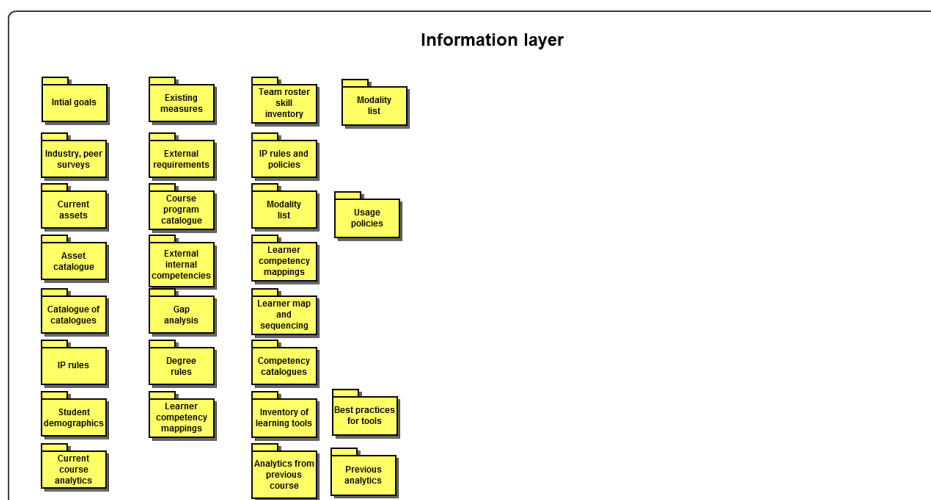 Information layer
Intial goals
Existing
measures
Team roster
skill
inventory
Modality
list
Industry, peer
surveys
External
requirements
IP rules and
policies
Current
assets
Course
program
catalogue
Modality
list
Usage
policies
Asset
catalogue
External
internal
competencies
Learner
competency
mappings
Catalogue of
catalogues
Gap
analysis
Learner map
and
sequencing
IP rules
Degree
rules
Competency
catalogues
Student
demographics
Learner
competency
mappings
Inventory of
learning tools
Best practices
for tools
Current
course
analytics
Analytics from
previous
course
Previous
analytics